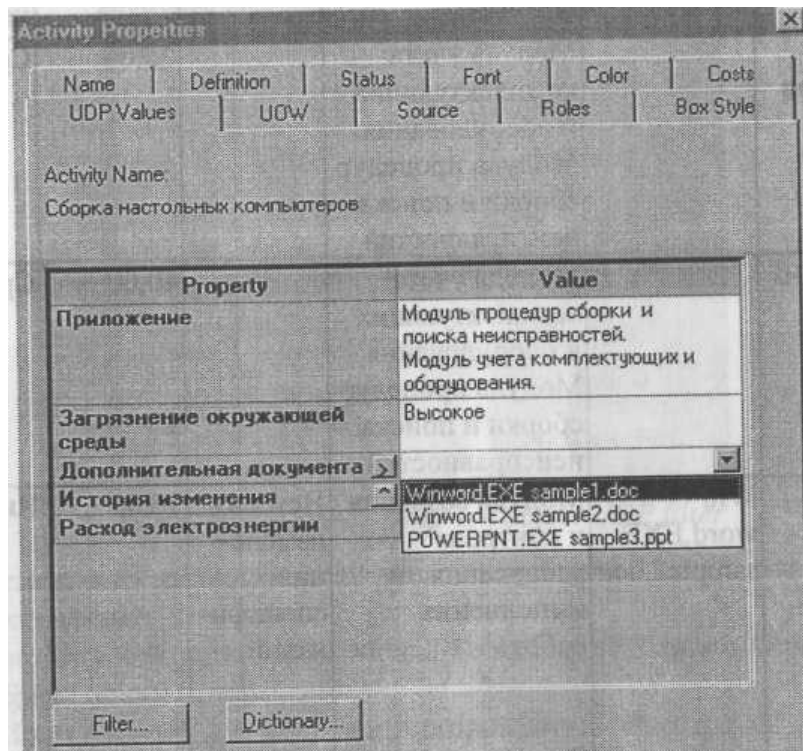 Activity Properties
Name Definition Status Font Color Costs
UDP Values UOW Source Roles Box Style
Activity Name:
Сборка настольных компьютеров
Property Value
Приложение
Модуль процедур сборки и
поиска неисправностей.
Модуль учета комплектующих и
оборудования.
Загрязнение окружающей
среды
Высокое
Дополнительная документа >
История изменения ^
Расход электроэнергии
Winword.EXE sample1.doc
Winword.EXE sample2.doc
POWERPNT.EXE sample3.ppt
Filter... Dictionary...